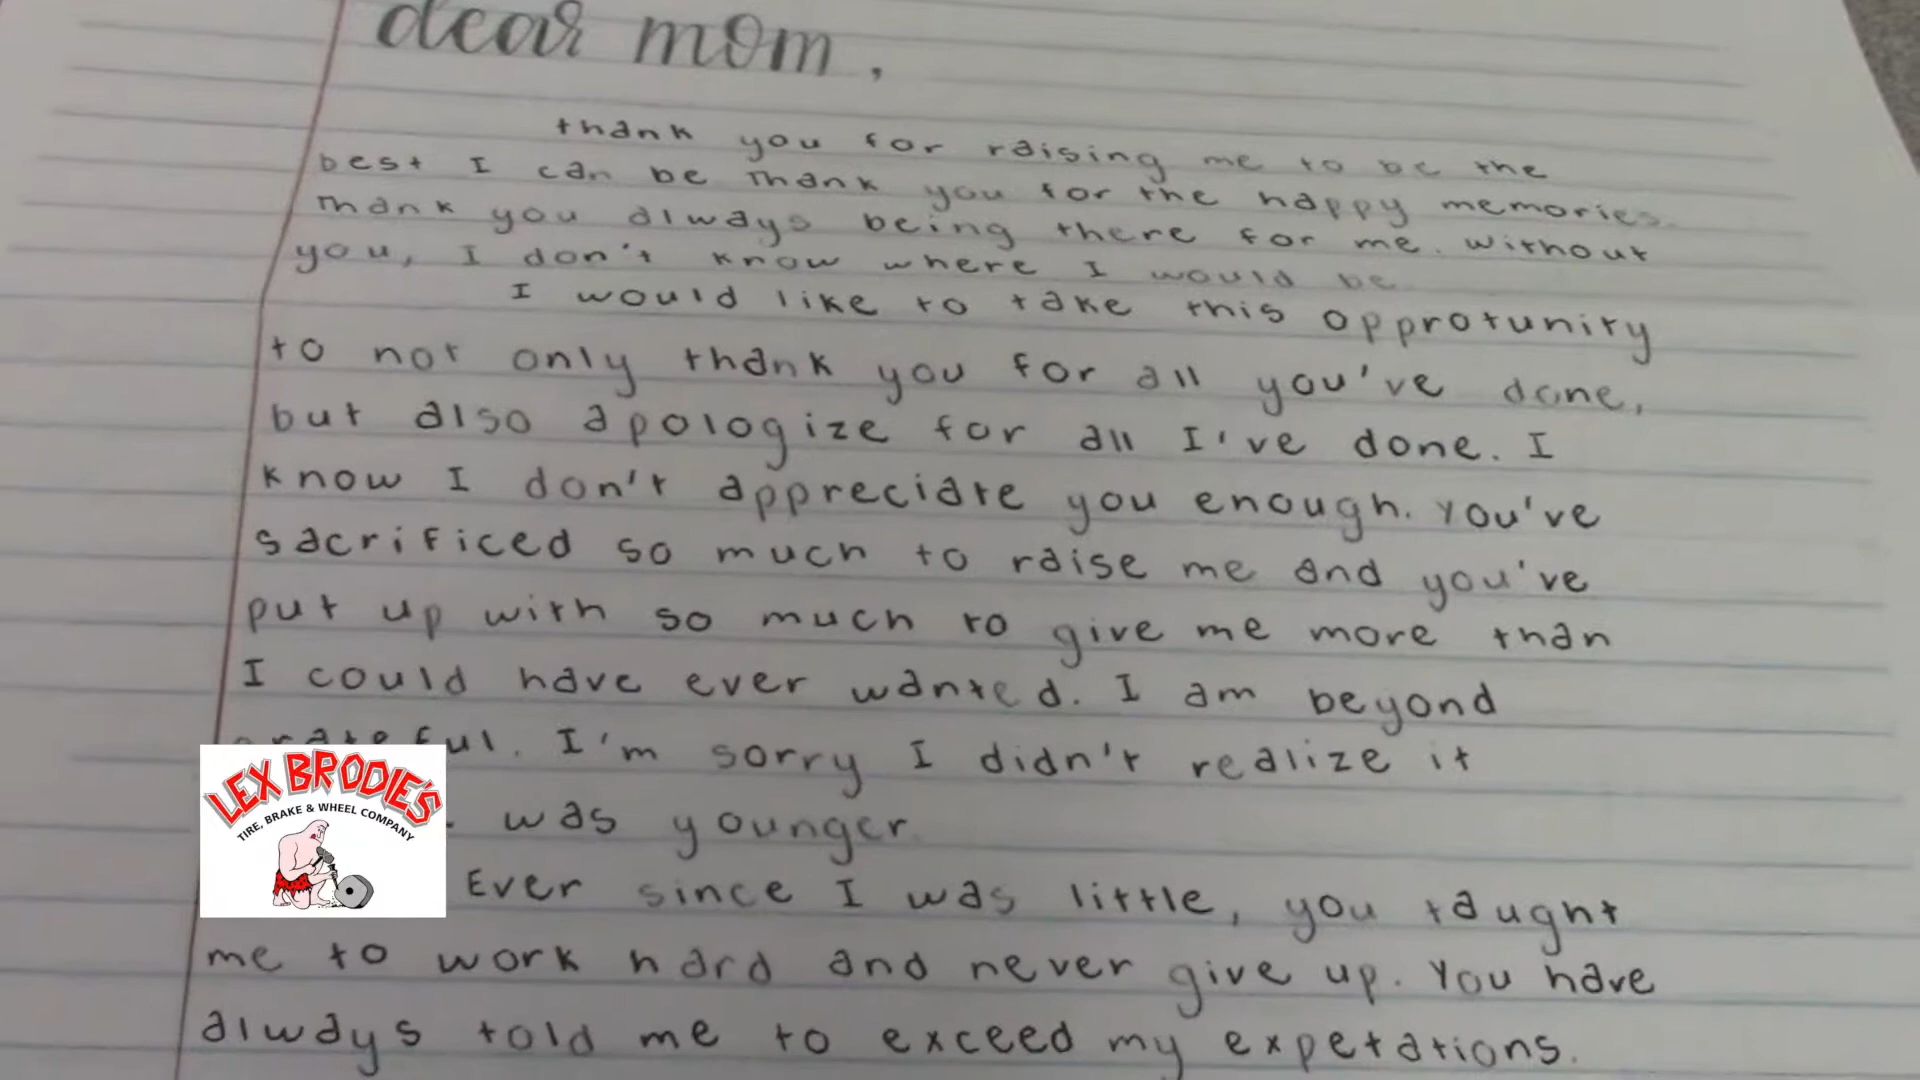 dear mom,
thank you for raising me to be the
best I can be thank you for the happy memories.
thank you always being there for me. without
you, I don't know where I would be
I would like to take this opprotunity
to not only thank you for all you've done,
but also apologize for all I've done. I
know I don't appreciate you enough. You've
sacrificed so much to raise me and you've
put up with so much to give me more than
I could have ever wanted. I am beyond
grateful. I'm sorry I didn't realize it
was younger
Ever since I was little, you taught
me to work hard and never give up. You have
always told me to exceed my expetations.
LEX BRODIE'S
TIRE, BRAKE & WHEEL COMPANY